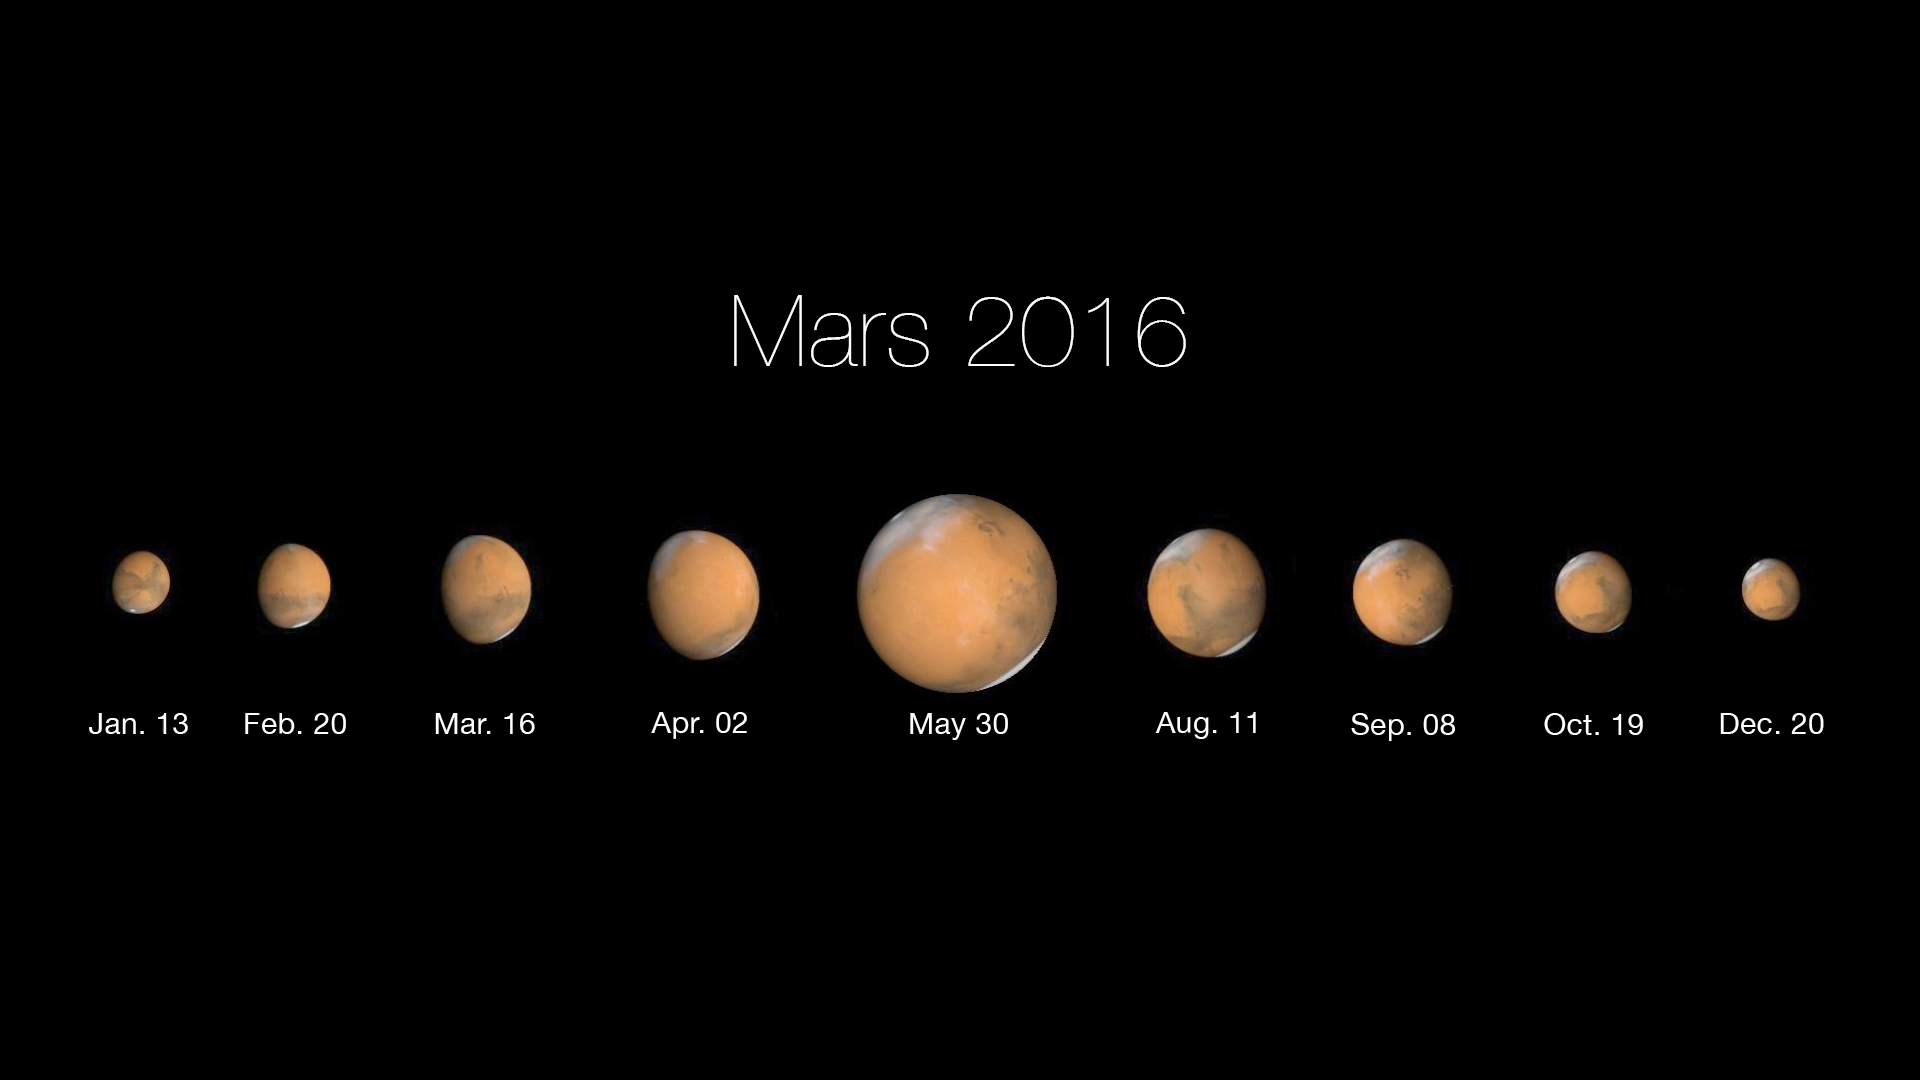 Mars 2016
Jan. 13 Feb. 20 Mar. 16 Apr. 02 May 30 Aug. 11 Sep. 08 Oct. 19 Dec. 20